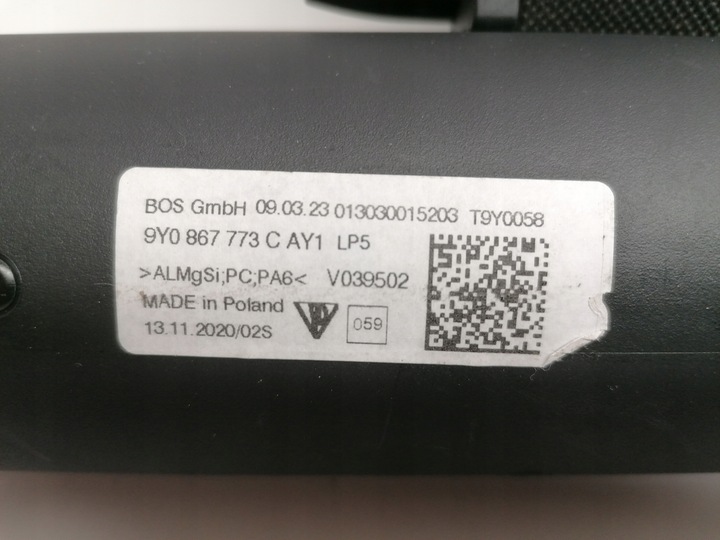 BOS GmbH 09.03.23 013030015203 T9Y0058
9Y0 867 773 C AY1 LP5
>ALMgSi;PC;PA6< V039502
MADE in Poland
059
13.11.2020/02S